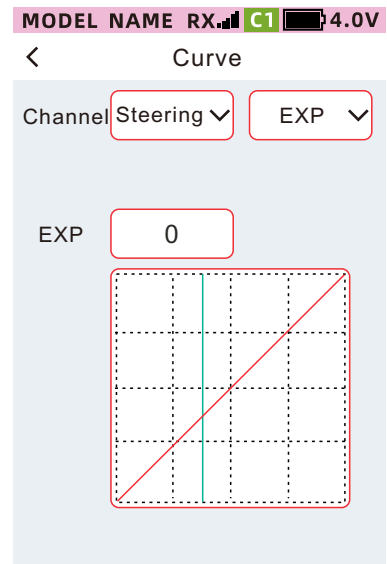 MODEL NAME RX C1 4.0V
Curve
Channel Steering EXP
EXP 0